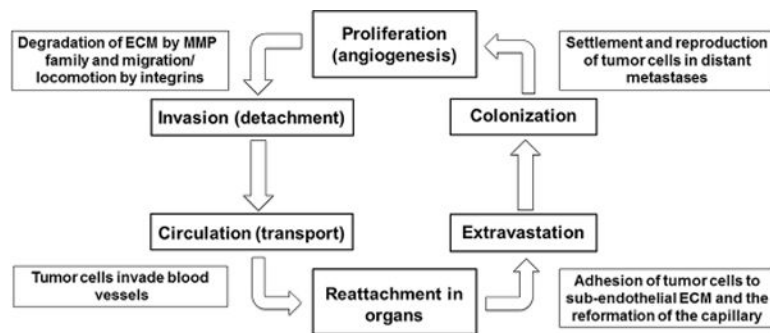 Proliferation
(angiogenesis)
Degradation of ECM by MMP
family and migration/
locomotion by integrins
Settlement and reproduction
of tumor cells in distant
metastases
Invasion (detachment)
Colonization
Circulation (transport)
Extravastation
Tumor cells invade blood
vessels
Reattachment in
organs
Adhesion of tumor cells to
sub-endothelial ECM and the
reformation of the capillary